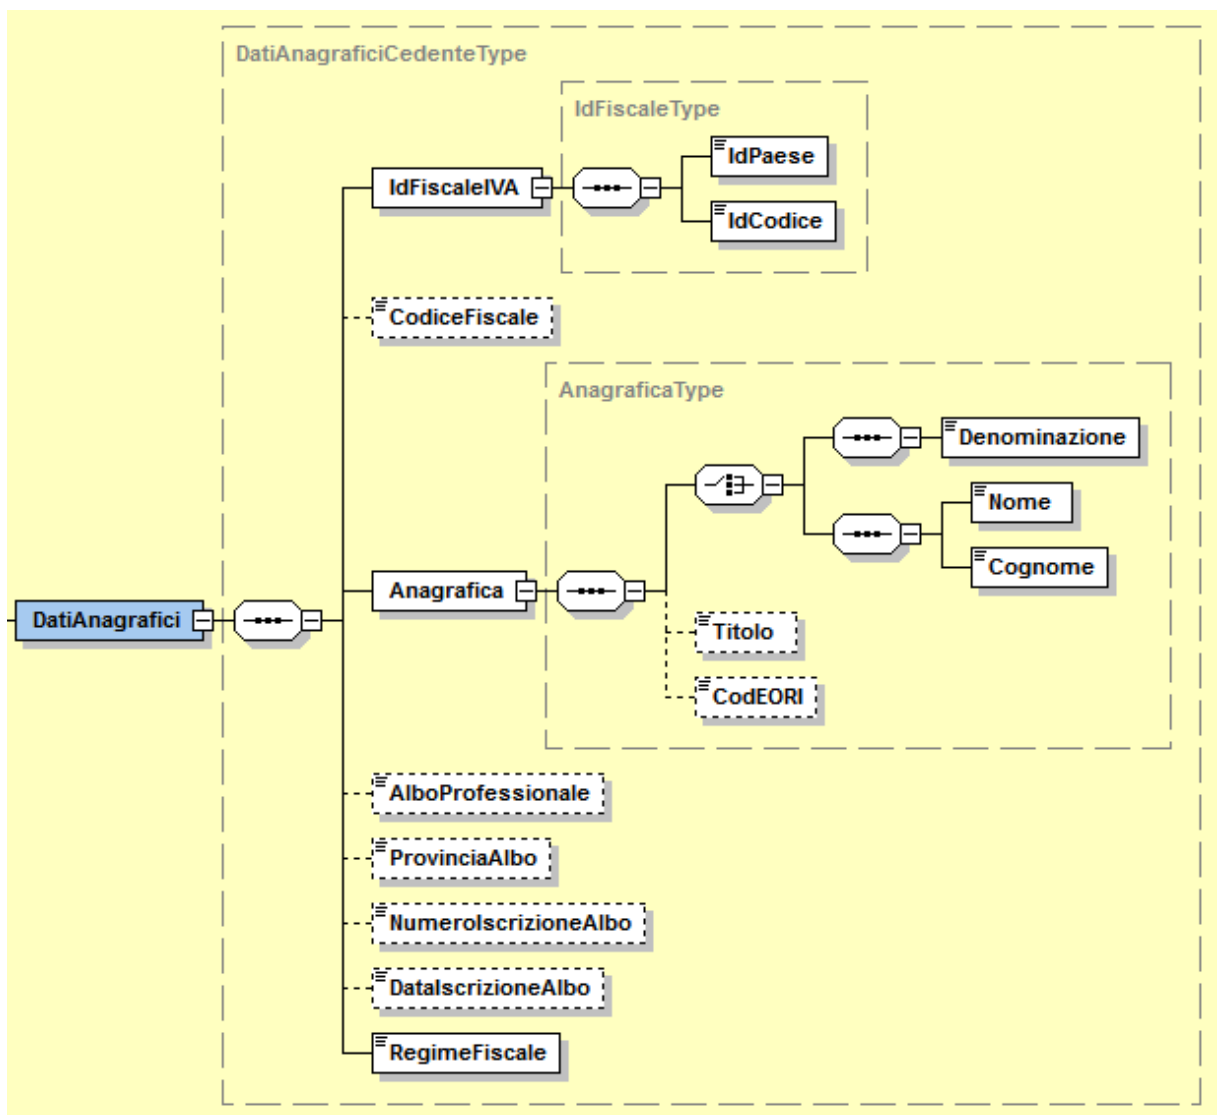 DatiAnagraficiCedenteType
IdFiscaleType
IdPaese
IdFiscaleIVA
IdCodice
CodiceFiscale
AnagraficaType
Denominazione
Nome
Cognome
Anagrafica
DatiAnagrafici
Titolo
CodEORI
AlboProfessionale
ProvinciaAlbo
NumeroIscrizioneAlbo
DataIscrizioneAlbo
RegimeFiscale